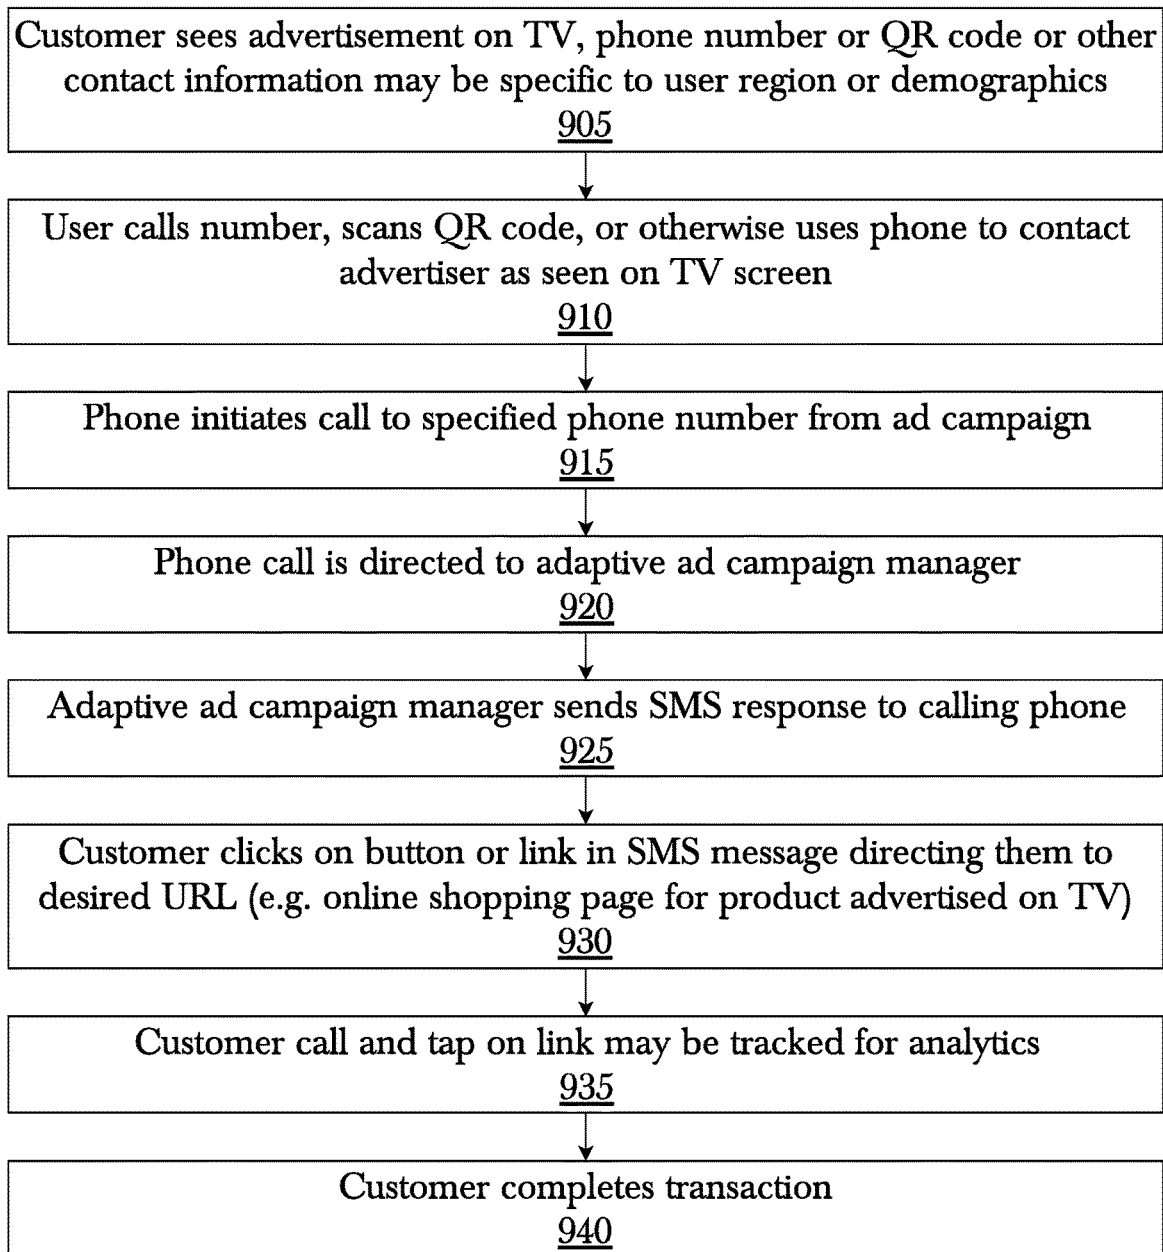 Customer sees advertisement on TV, phone number or QR code or other
contact information may be specific to user region or demographics
905
User calls number, scans QR code, or otherwise uses phone to contact
advertiser as seen on TV screen
910
Phone initiates call to specified phone number from ad campaign
915
Phone call is directed to adaptive ad campaign manager
920
Adaptive ad campaign manager sends SMS response to calling phone
925
Customer clicks on button or link in SMS message directing them to
desired URL (e.g. online shopping page for product advertised on TV)
930
Customer call and tap on link may be tracked for analytics
935
Customer completes transaction
940